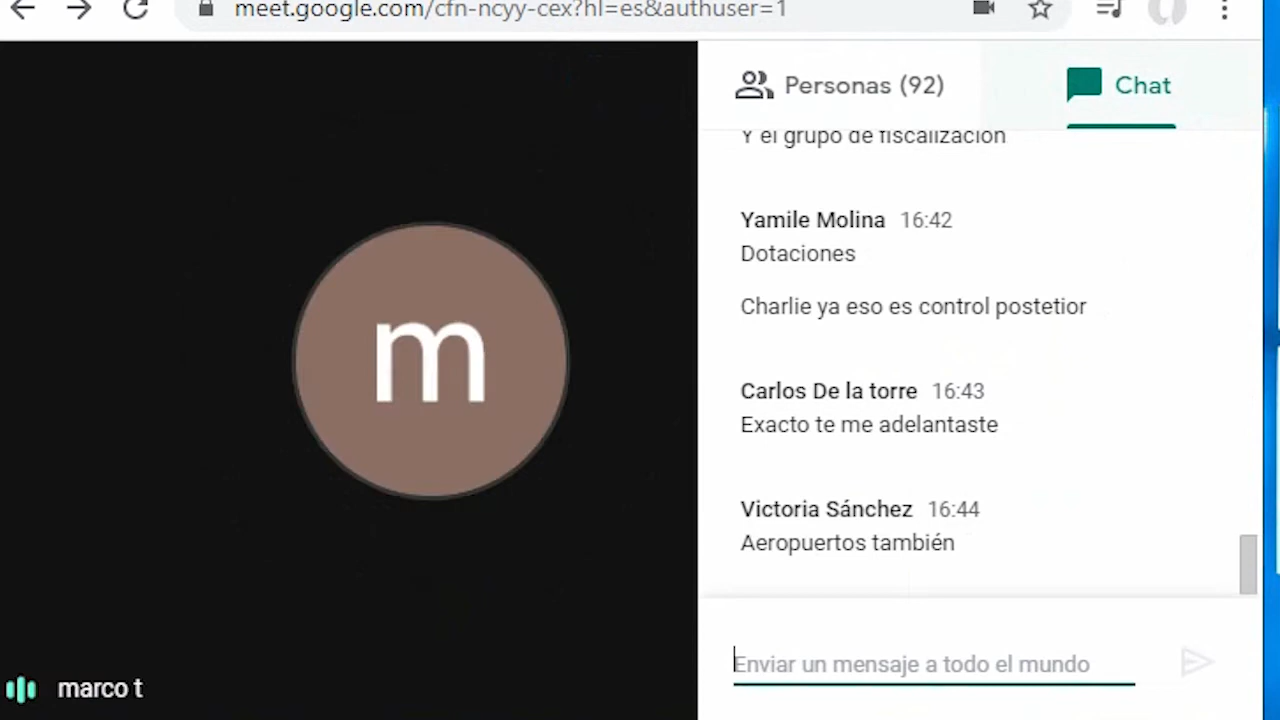 meet.google.com/cfn-ncyy-cex?hl=es&authuser=1
Personas (92)
Chat
Y el grupo de fiscalización
Yamile Molina 16:42
Dotaciones
Charlie ya eso es control postetior
Carlos De la torre 16:43
Exacto te me adelantaste
Victoria Sánchez 16:44
Aeropuertos también
Enviar un mensaje a todo el mundo
m
marco t